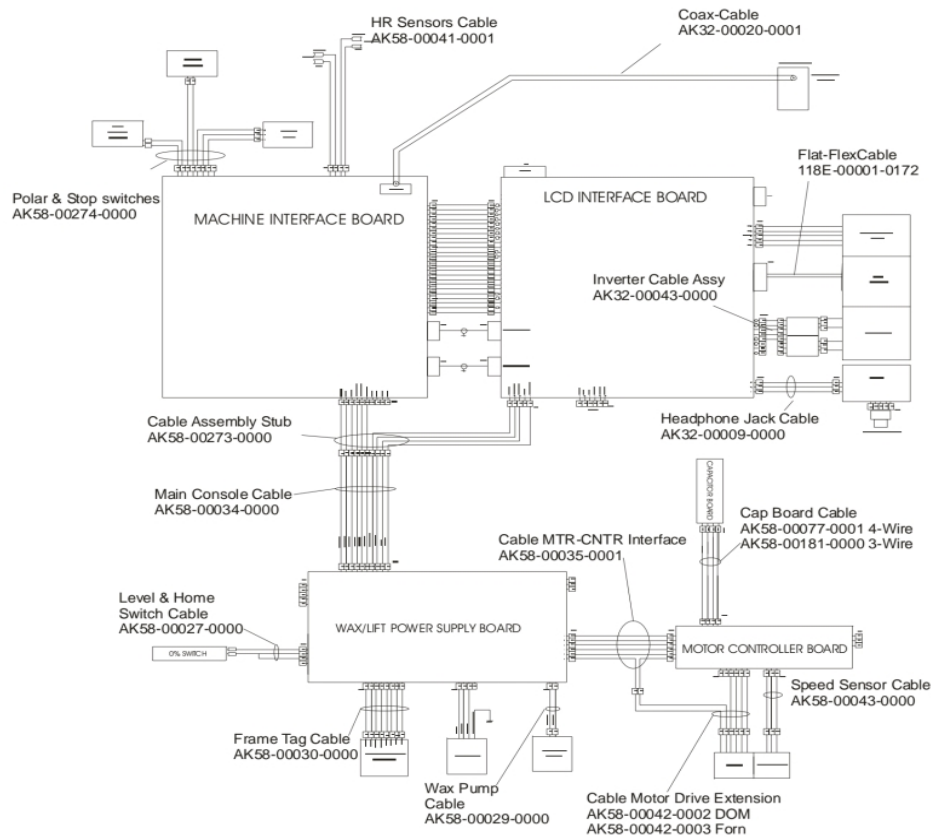 HR Sensors Cable
AK58-00041-0001
Coax-Cable
AK32-00020-0001
Flat-FlexCable
118E-00001-0172
Polar & Stop switches
AK58-00274-0000
MACHINE INTERFACE BOARD
LCD INTERFACE BOARD
Inverter Cable Assy
AK32-00043-0000
Cable Assembly Stub
AK58-00273-0000
Headphone Jack Cable
AK32-00009-0000
Main Console Cable
AK58-00034-0000
CAPACITOR BOARD
Cap Board Cable
AK58-00077-0001 4-Wire
AK58-00181-0000 3-Wire
Cable MTR-CNTR Interface
AK58-00035-0001
Level & Home
Switch Cable
AK58-00027-0000
0% SWITCH
WAX/LIFT POWER SUPPLY BOARD
MOTOR CONTROLLER BOARD
Speed Sensor Cable
AK58-00043-0000
Frame Tag Cable
AK58-00030-0000
Wax Pump
Cable
AK58-00029-0000
Cable Motor Drive Extension
AK58-00042-0002 DOM
AK58-00042-0003 Forn